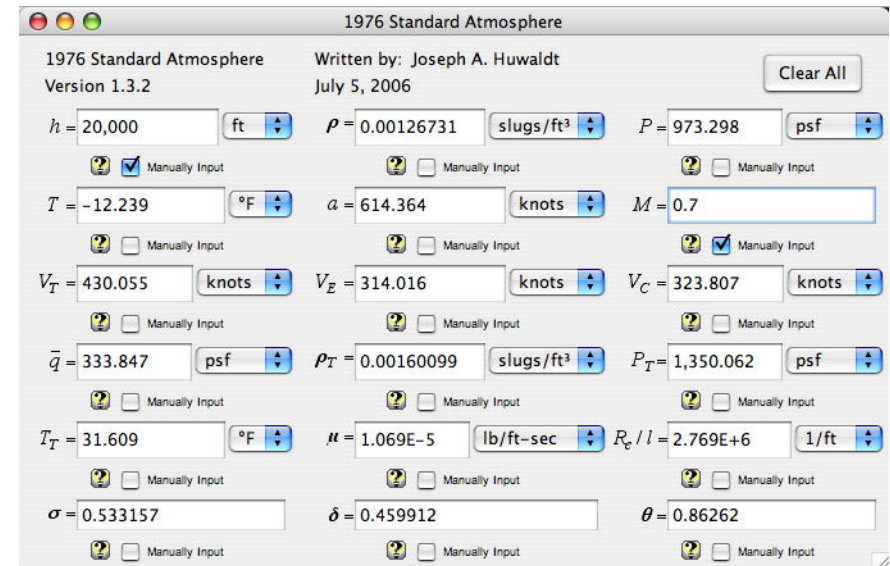 1976 Standard Atmosphere
1976 Standard Atmosphere Written by: Joseph A. Huwaldt
Version 1.3.2 July 5, 2006 Clear All
h = 20,000 ft ρ = 0.00126731 slugs/ft³ P = 973.298 psf
? Manually Input ? Manually Input ? Manually Input
T = -12.239 °F a = 614.364 knots M = 0.7
? Manually Input ? Manually Input ? Manually Input
V_T = 430.055 knots V_E = 314.016 knots V_C = 323.807 knots
? Manually Input ? Manually Input ? Manually Input
q̄ = 333.847 psf ρ_T = 0.00160099 slugs/ft³ P_T = 1,350.062 psf
? Manually Input ? Manually Input ? Manually Input
T_T = 31.609 °F μ = 1.069E-5 lb/ft-sec R_e / l = 2.769E+6 1/ft
? Manually Input ? Manually Input ? Manually Input
σ = 0.533157 δ = 0.459912 θ = 0.86262
? Manually Input ? Manually Input ? Manually Input